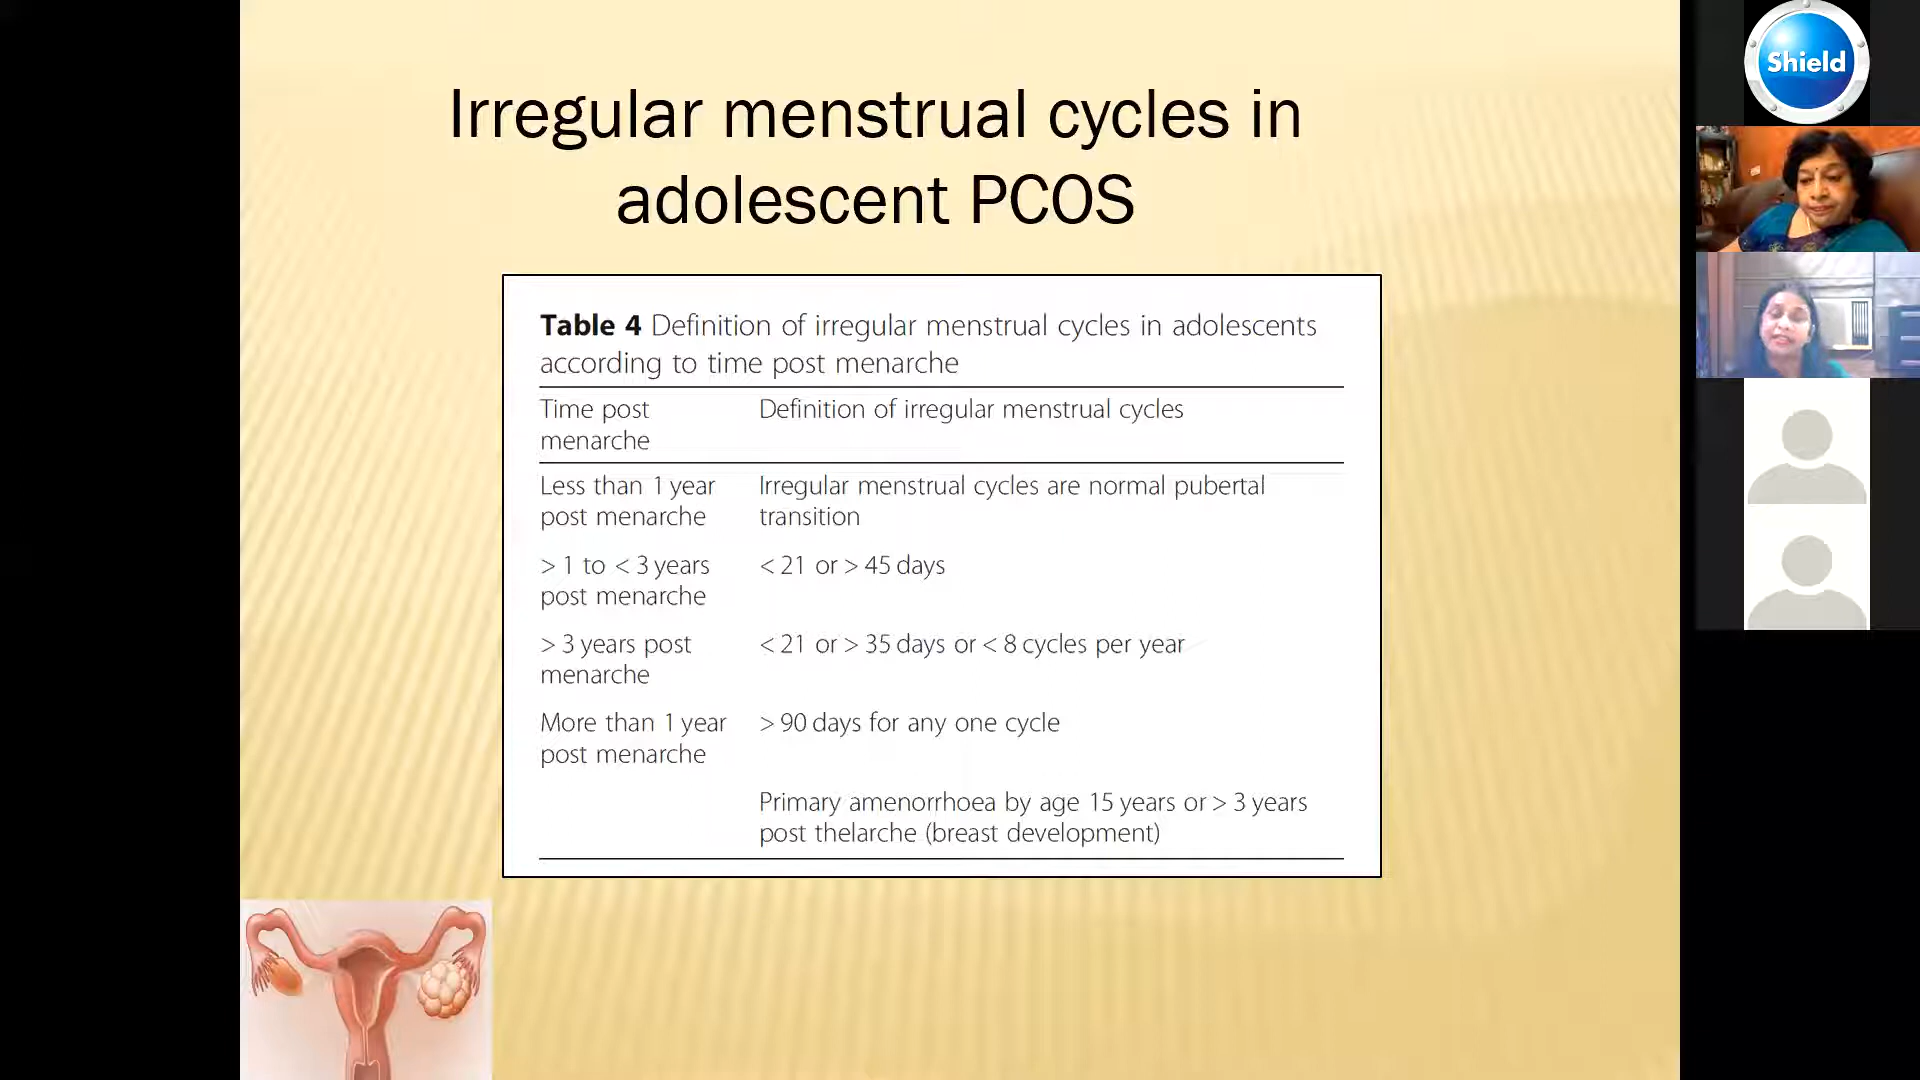 Irregular menstrual cycles in
adolescent PCOS
Table 4 Definition of irregular menstrual cycles in adolescents
according to time post menarche
Time post
menarche
Definition of irregular menstrual cycles
Less than 1 year
post menarche
Irregular menstrual cycles are normal pubertal
transition
> 1 to < 3 years
post menarche
< 21 or > 45 days
> 3 years post
menarche
< 21 or > 35 days or < 8 cycles per year
More than 1 year
post menarche
> 90 days for any one cycle
Primary amenorrhoea by age 15 years or > 3 years
post thelarche (breast development)
Shield